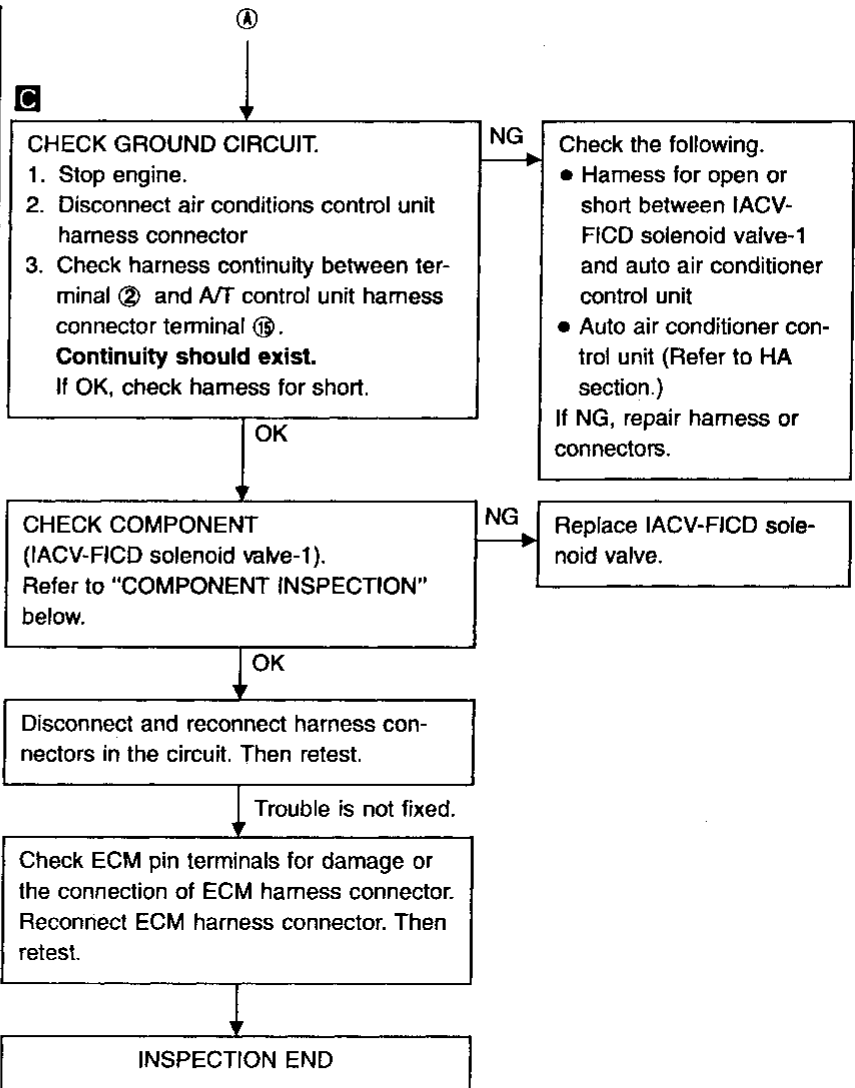 Ⓐ
C
CHECK GROUND CIRCUIT.
1. Stop engine.
2. Disconnect air conditions control unit
harness connector
3. Check harness continuity between ter-
minal ② and A/T control unit harness
connector terminal ⑮.
Continuity should exist.
If OK, check harness for short.
NG
Check the following.
● Harness for open or
short between IACV-
FICD solenoid valve-1
and auto air conditioner
control unit
● Auto air conditioner con-
trol unit (Refer to HA
section.)
If NG, repair harness or
connectors.
OK
CHECK COMPONENT
(IACV-FICD solenoid valve-1).
Refer to "COMPONENT INSPECTION"
below.
NG
Replace IACV-FICD sole-
noid valve.
OK
Disconnect and reconnect harness con-
nectors in the circuit. Then retest.
Trouble is not fixed.
Check ECM pin terminals for damage or
the connection of ECM harness connector.
Reconnect ECM harness connector. Then
retest.
INSPECTION END